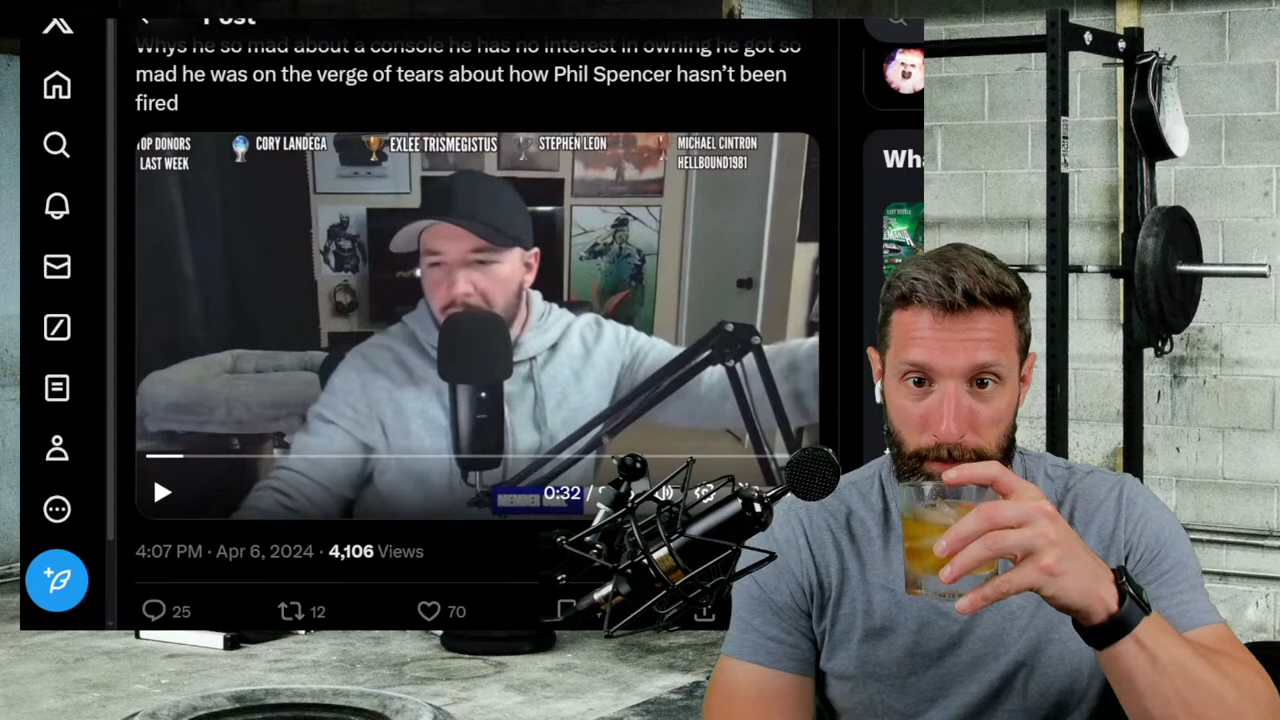 Post
Whys he so mad about a console he has no interest in owning he got so
mad he was on the verge of tears about how Phil Spencer hasn't been
fired
OP DONORS
LAST WEEK
CORY LANDEGA
EXLEE TRISMEGISTUS
STEPHEN LEON
MICHAEL CINTRON
HELLBOUND1981
Wh
MEMBER
0:32 /
4:07 PM · Apr 6, 2024 · 4,106 Views
25
12
70